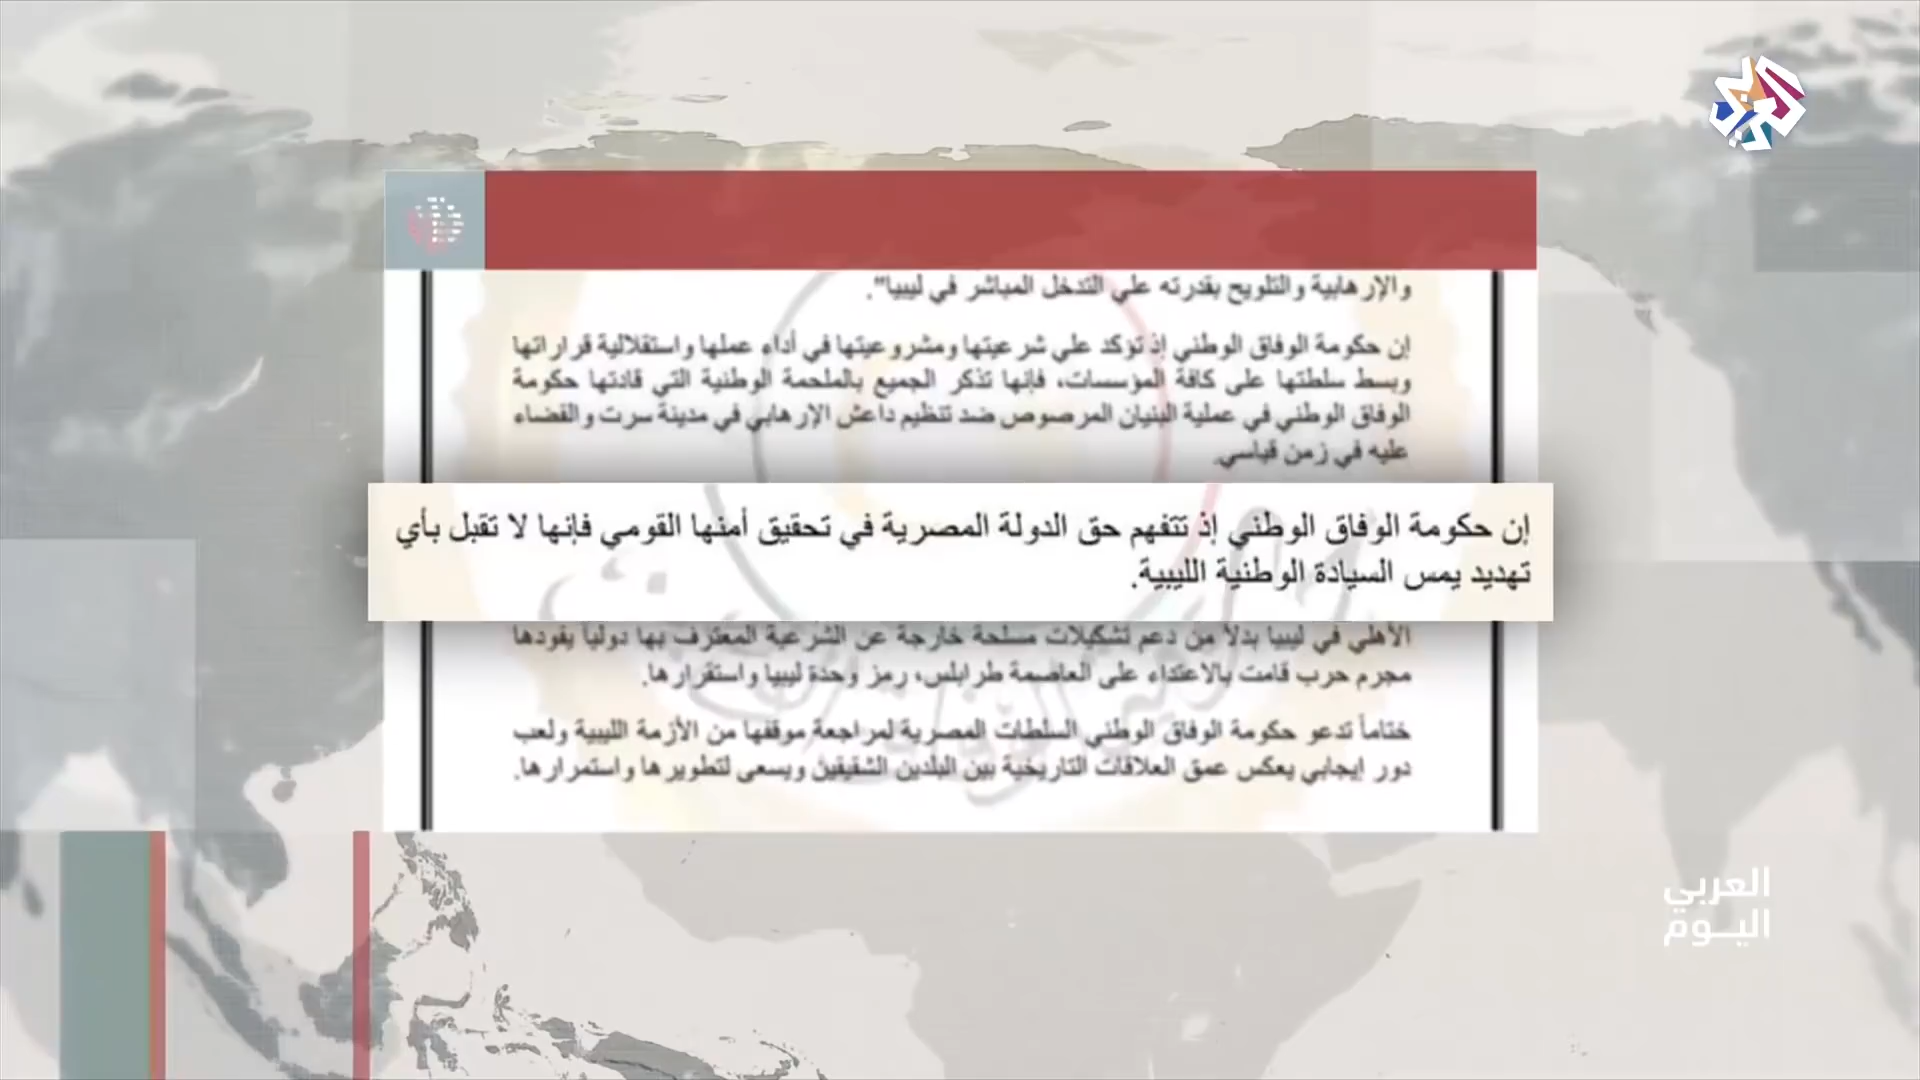 العربي
والإرهابية والتلويح بقدرته علي التدخل المباشر في ليبيا".
إن حكومة الوفاق الوطني إذ تؤكد علي شرعيتها ومشروعيتها في أداء عملها واستقلالية قراراتها
وبسط سلطتها على كافة المؤسسات، فإنها تذكر الجميع بالملحمة الوطنية التي قادتها حكومة
الوفاق الوطني في عملية البنيان المرصوص ضد تنظيم داعش الإرهابي في مدينة سرت والقضاء
عليه في زمن قياسي.
إن حكومة الوفاق الوطني إذ تتفهم حق الدولة المصرية في تحقيق أمنها القومي فإنها لا تقبل بأي
تهديد يمس السيادة الوطنية الليبية.
الأهلي في ليبيا بدلاً من دعم تشكيلات مسلحة خارجة عن الشرعية المعترف بها دولياً يقودها
مجرم حرب قامت بالاعتداء على العاصمة طرابلس، رمز وحدة ليبيا واستقرارها.
ختاماً تدعو حكومة الوفاق الوطني السلطات المصرية لمراجعة موقفها من الأزمة الليبية ولعب
دور إيجابي يعكس عمق العلاقات التاريخية بين البلدين الشقيقين ويسعى لتطويرها واستمرارها.
العربي
اليوم